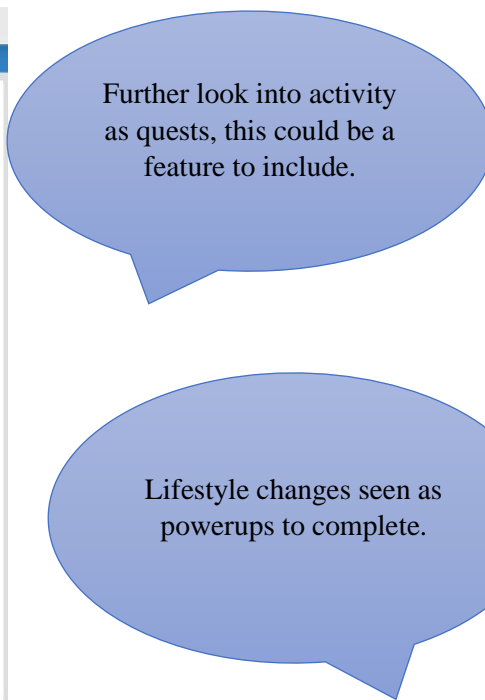 Further look into activity
as quests, this could be a
feature to include.
Lifestyle changes seen as
powerups to complete.